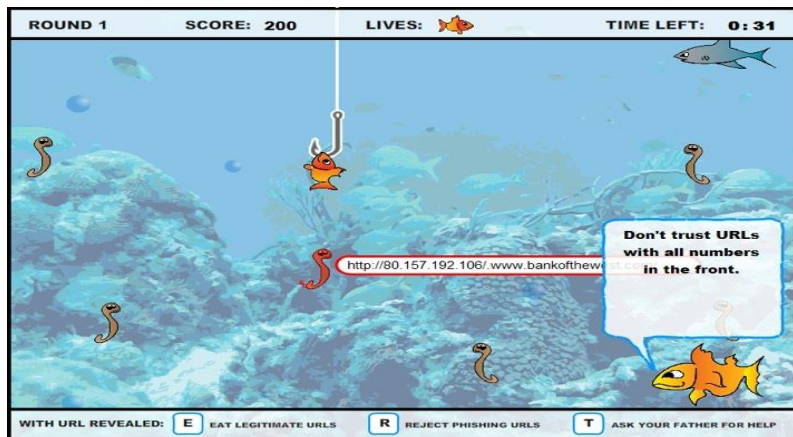 ROUND 1 SCORE: 200 LIVES: TIME LEFT: 0:31
http://80.157.192.106/.www.bankofthewest.com
Don't trust URLs
with all numbers
in the front.
WITH URL REVEALED: E EAT LEGITIMATE URLS R REJECT PHISHING URLS T ASK YOUR FATHER FOR HELP